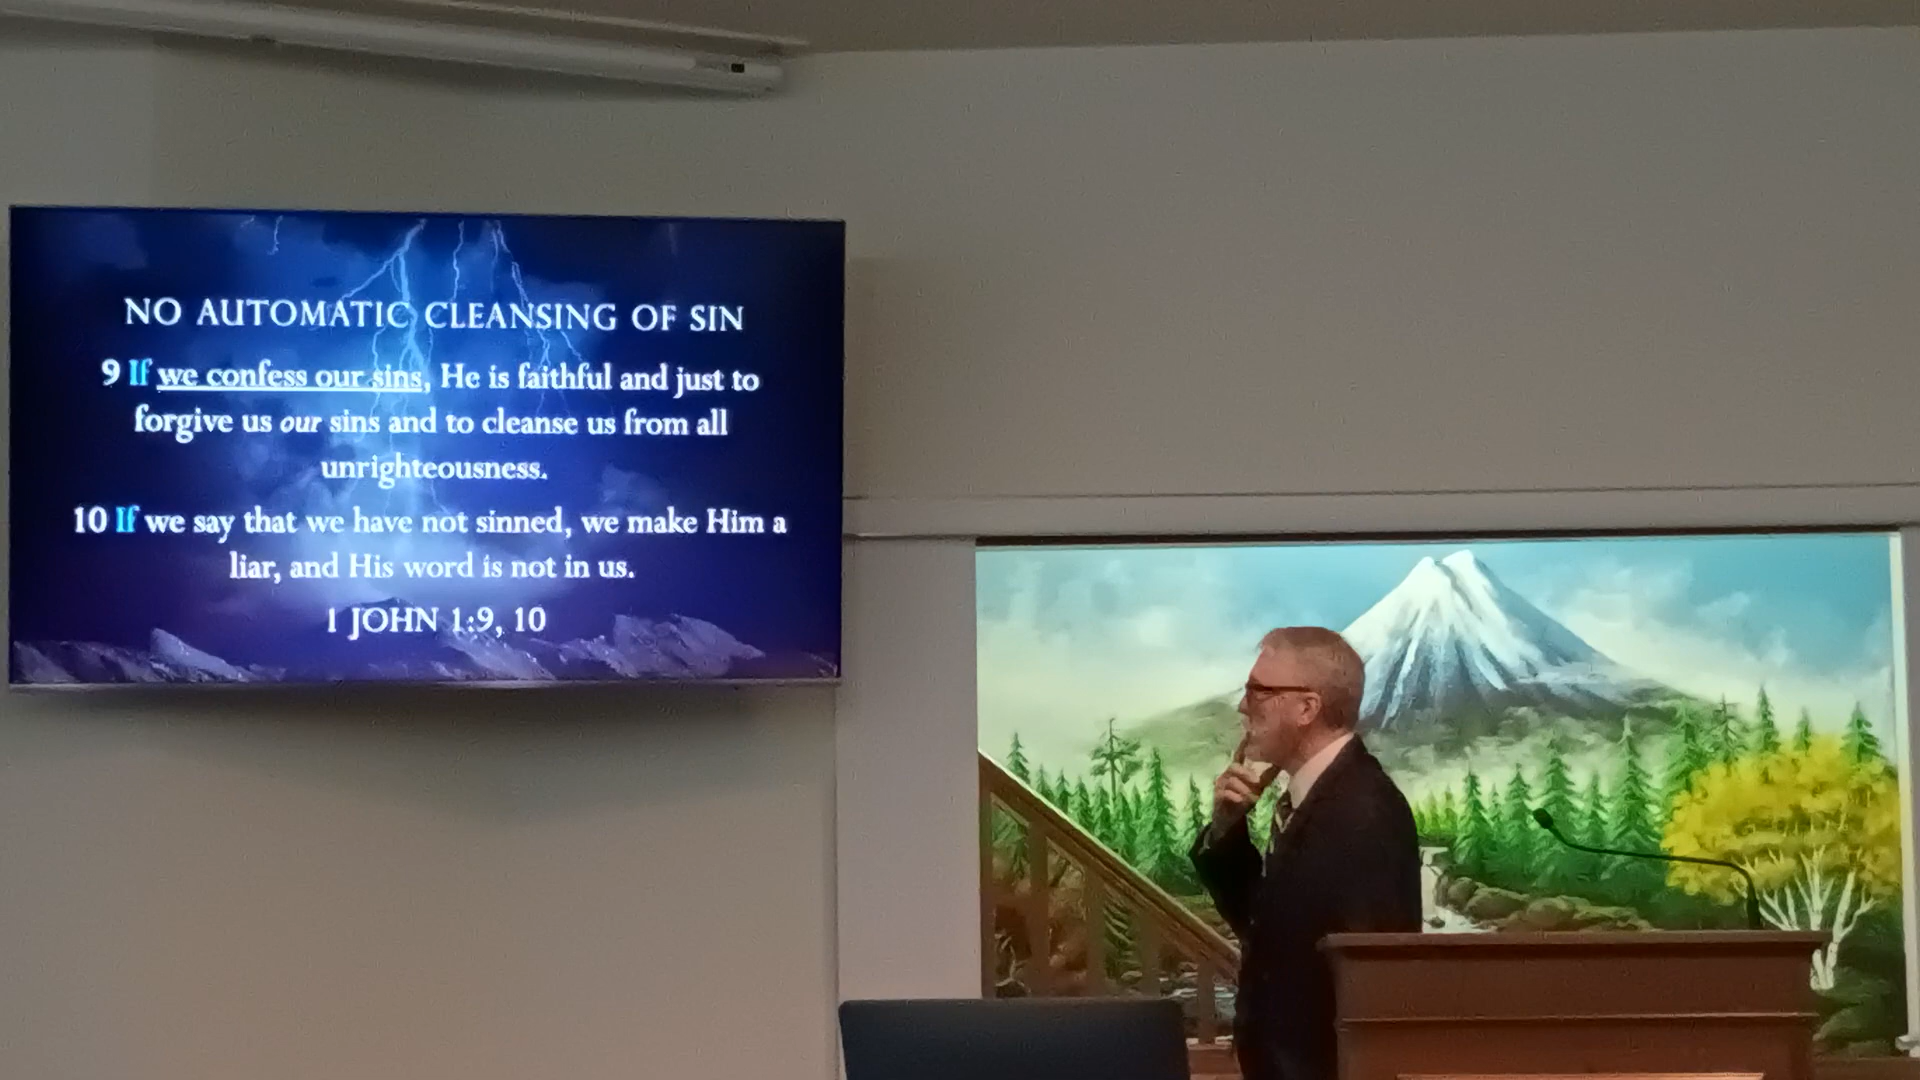 NO AUTOMATIC CLEANSING OF SIN
9 If we confess our sins, He is faithful and just to
forgive us our sins and to cleanse us from all
unrighteousness.
10 If we say that we have not sinned, we make Him a
liar, and His word is not in us.
1 JOHN 1:9, 10